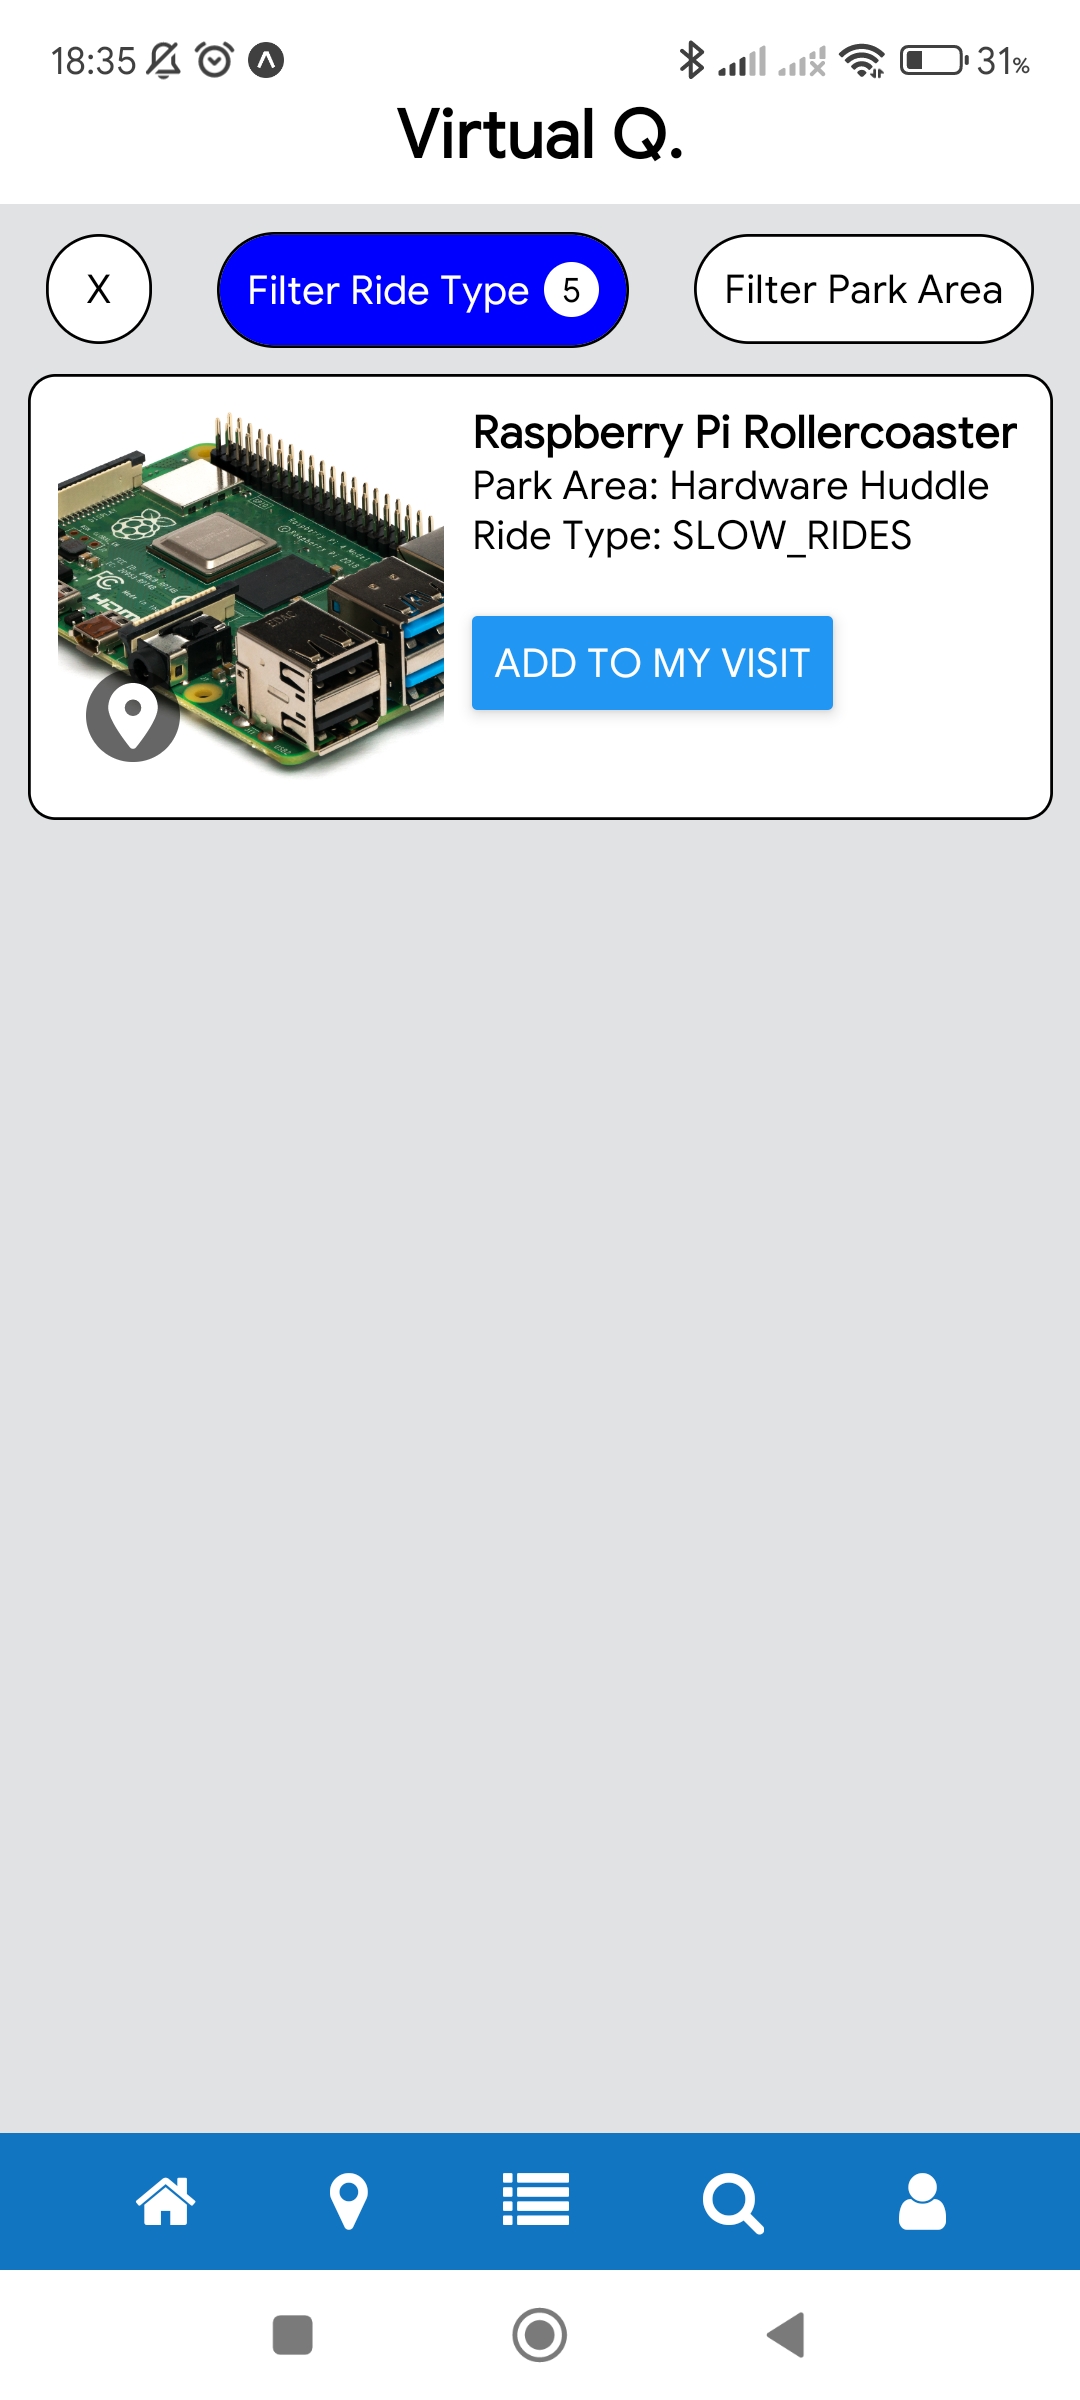 18:35 31%
Virtual Q.
X Filter Ride Type 5 Filter Park Area
Raspberry Pi Rollercoaster
Park Area: Hardware Huddle
Ride Type: SLOW_RIDES
ADD TO MY VISIT